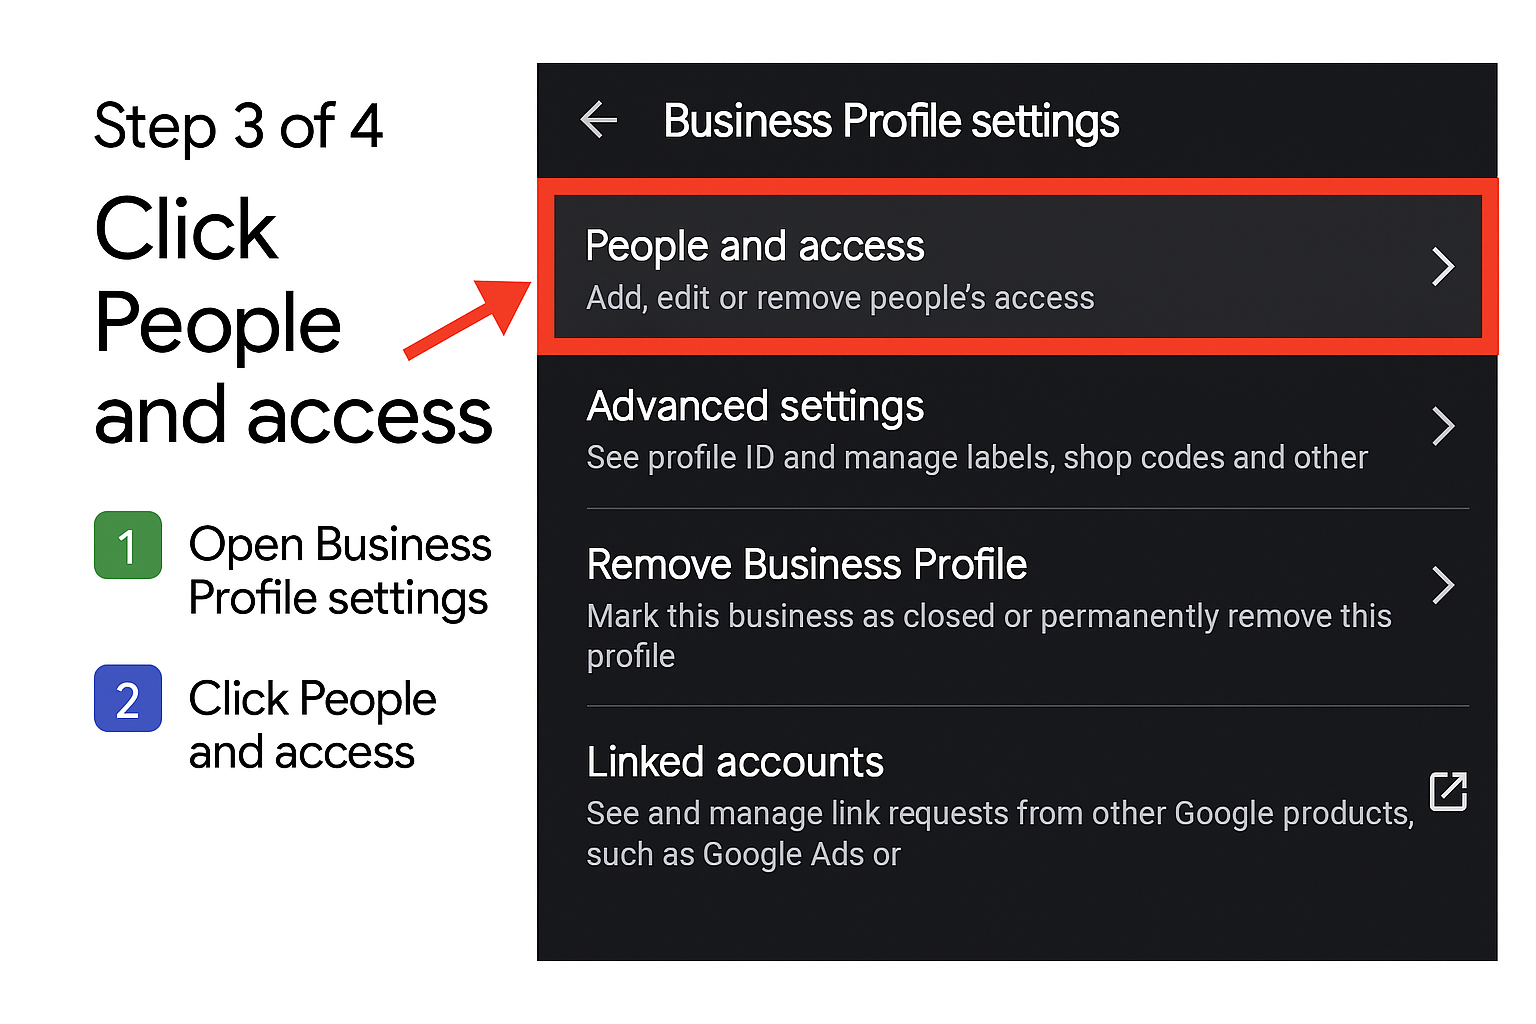 Step 3 of 4
Click
People
and access
1
Open Business
Profile settings
2
Click People
and access
Business Profile settings
People and access
Add, edit or remove people’s access
Advanced settings
See profile ID and manage labels, shop codes and other
Remove Business Profile
Mark this business as closed or permanently remove this
profile
Linked accounts
See and manage link requests from other Google products,
such as Google Ads or